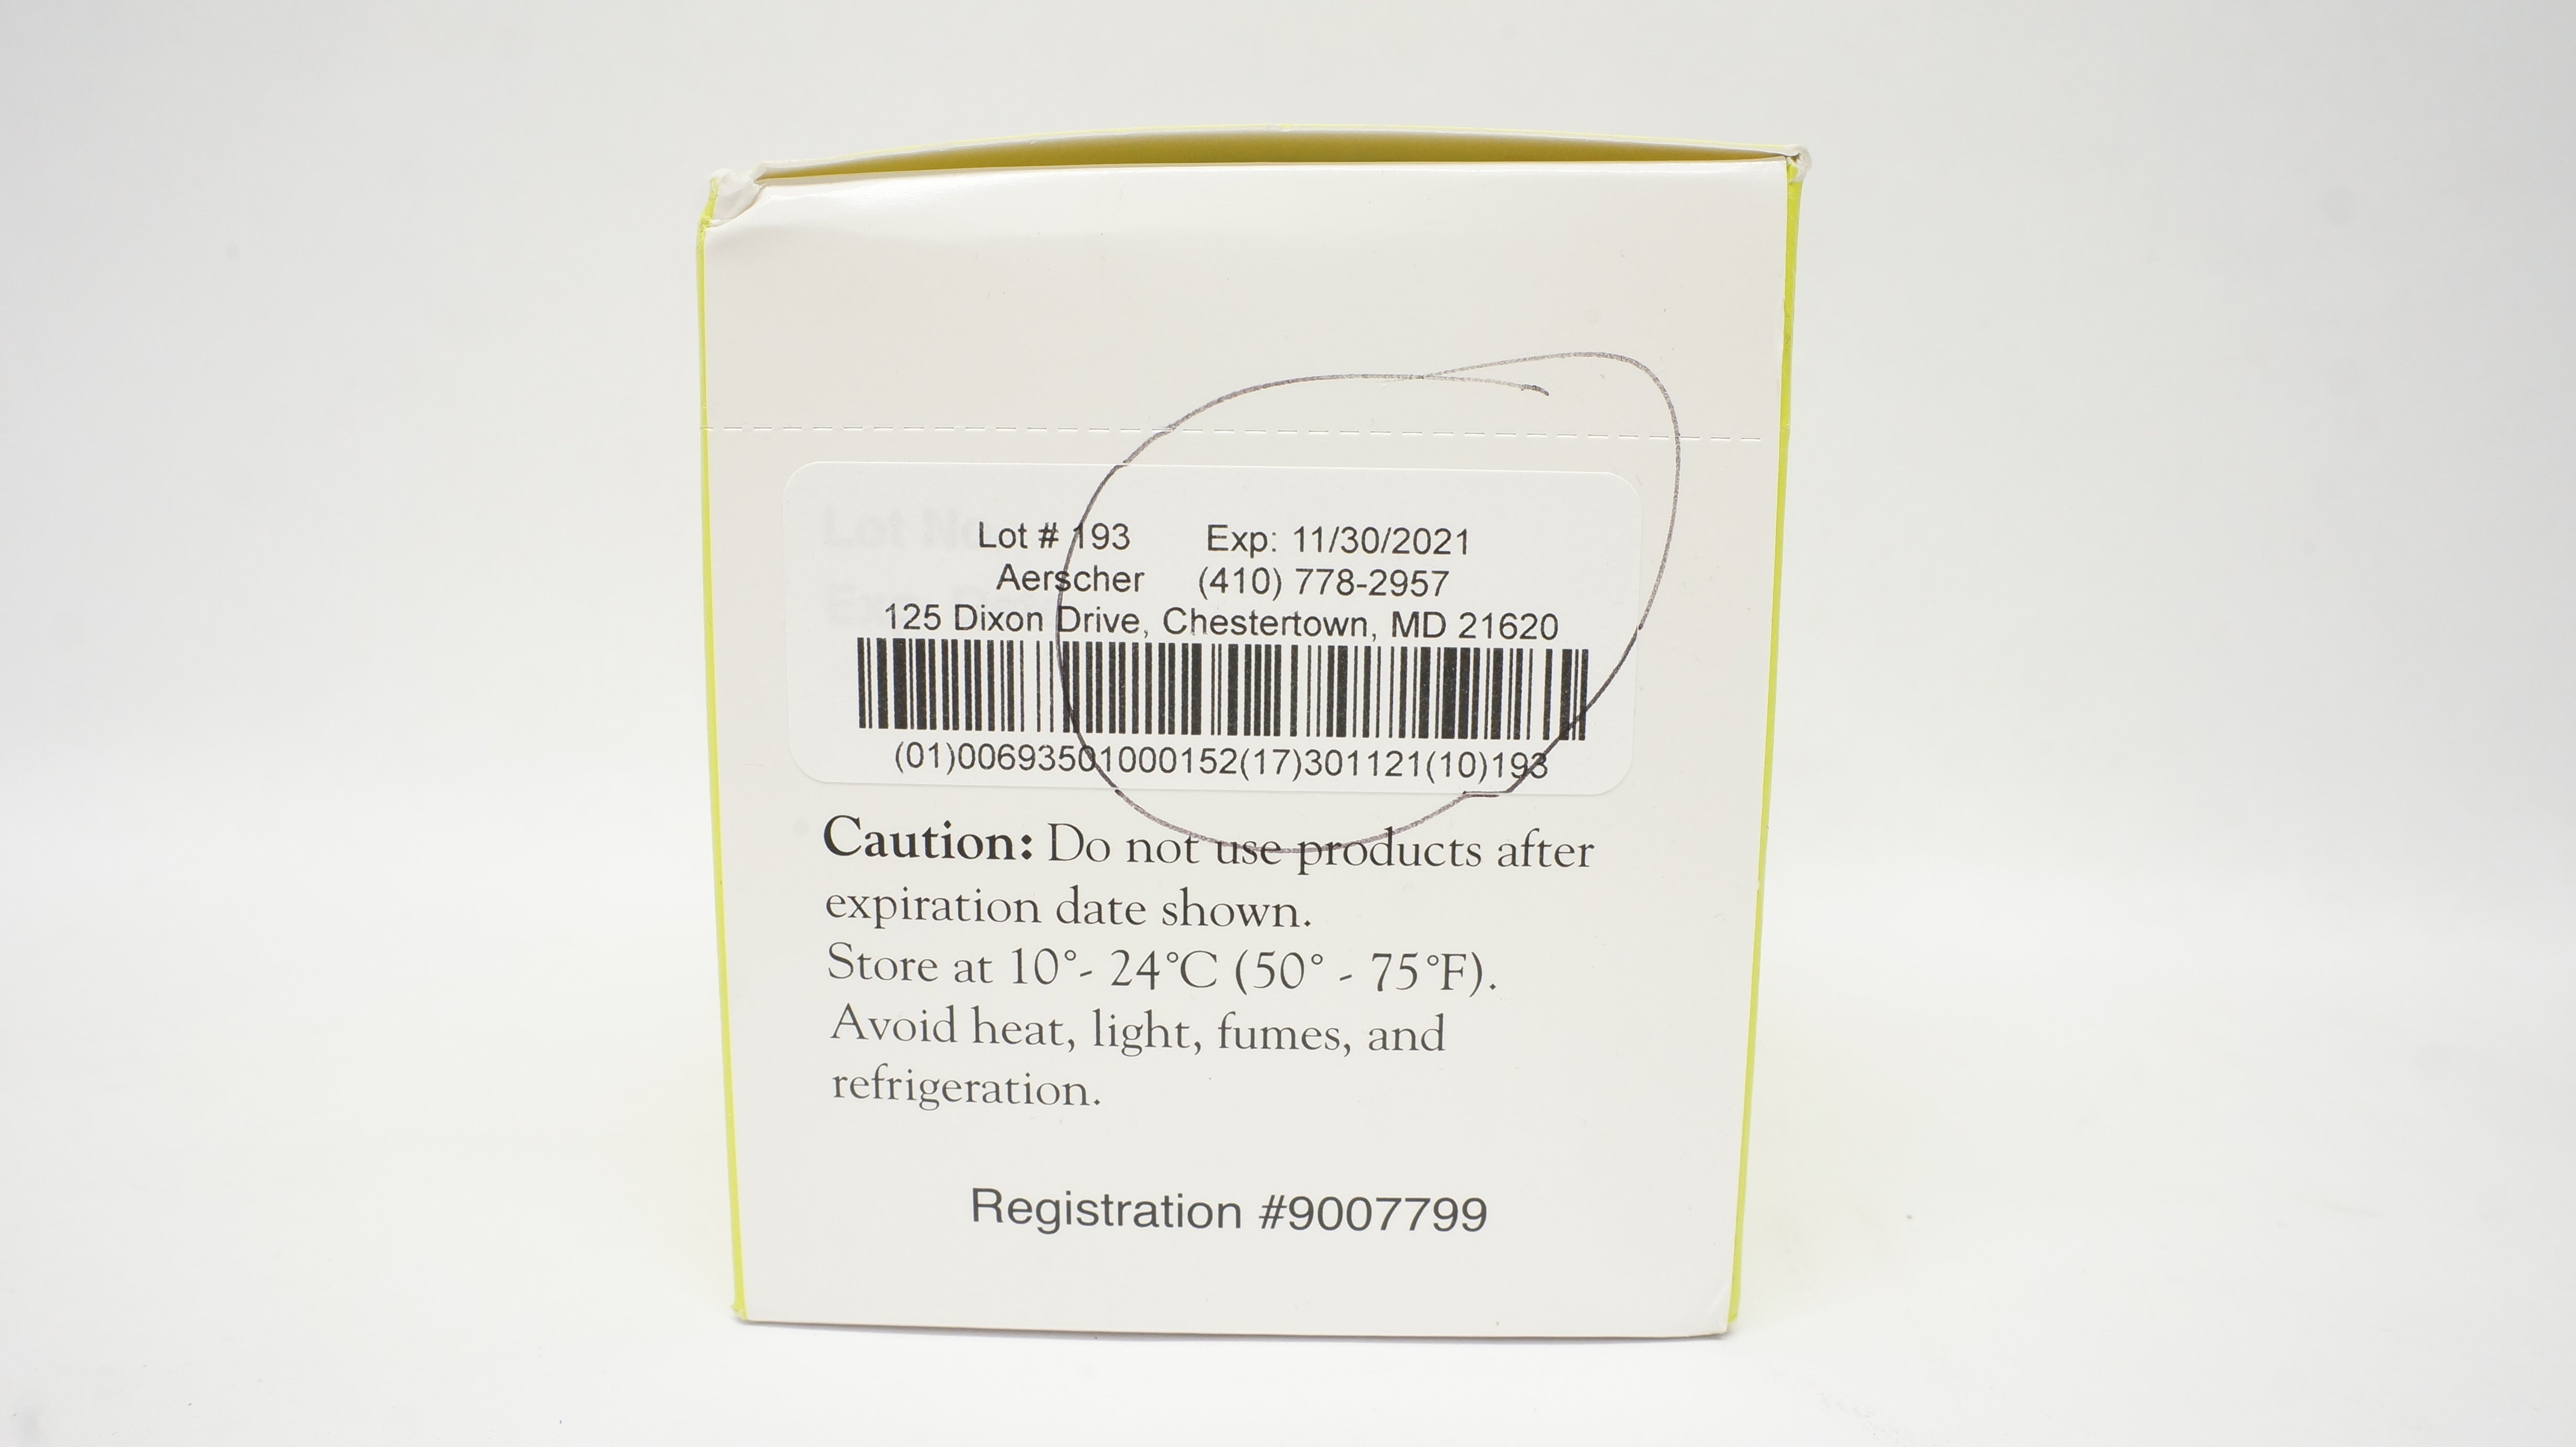 Lot # 193 Exp: 11/30/2021
Aerscher (410) 778-2957
125 Dixon Drive, Chestertown, MD 21620
(01)00693501000152(17)301121(10)193
Caution: Do not use products after
expiration date shown.
Store at 10°- 24°C (50° - 75°F).
Avoid heat, light, fumes, and
refrigeration.
Registration #9007799